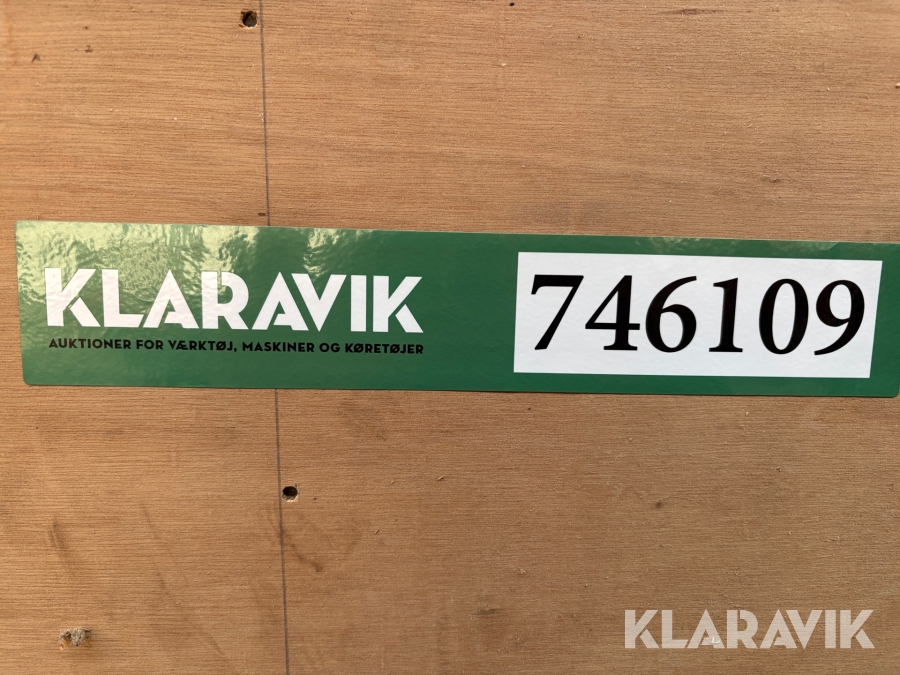 KLARAVIK
AUKTIONER FOR VÆRKTØJ, MASKINER OG KØRETØJER
746109
KLARAVIK